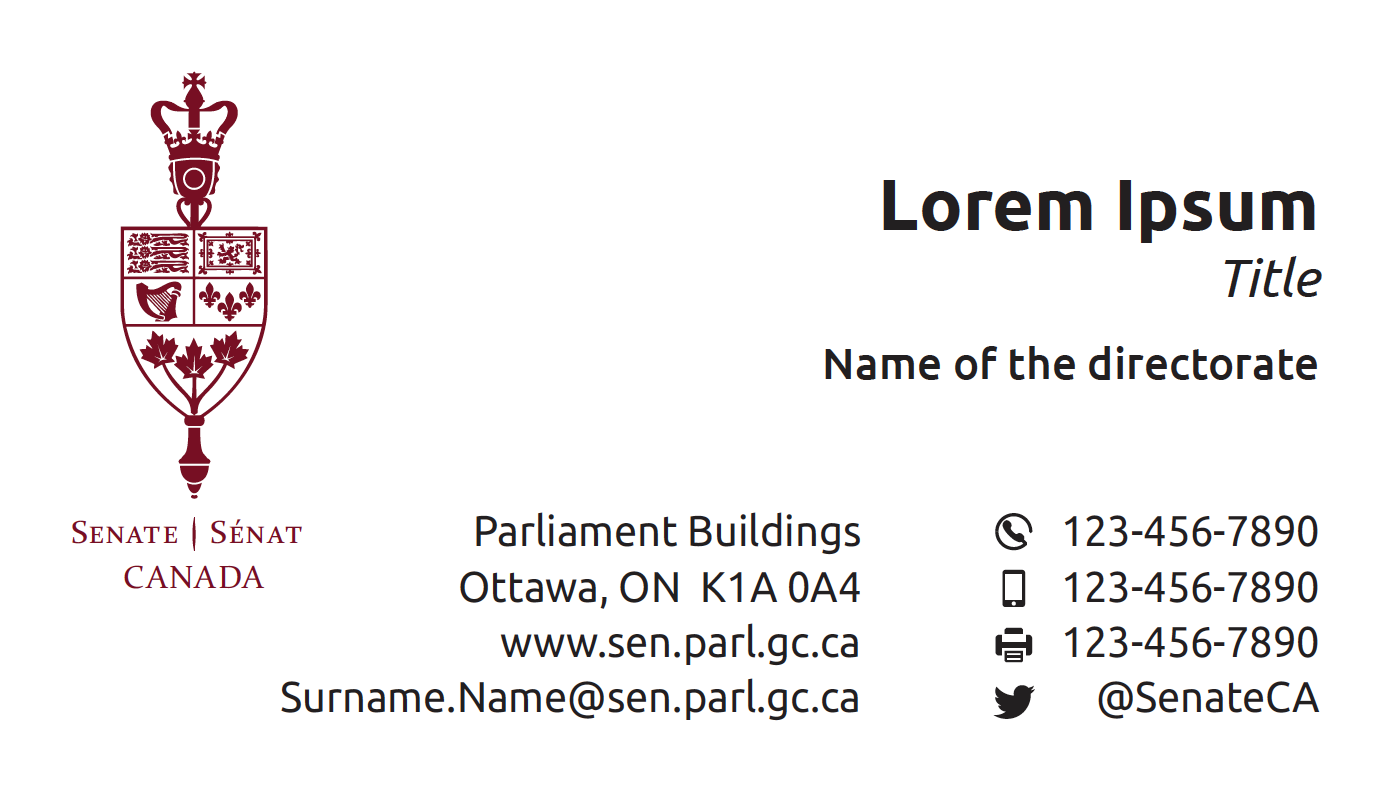 Lorem Ipsum
Title
Name of the directorate
SENATE | SÉNAT
CANADA
Parliament Buildings
Ottawa, ON  K1A 0A4
www.sen.parl.gc.ca
Surname.Name@sen.parl.gc.ca
123-456-7890
123-456-7890
123-456-7890
@SenateCA